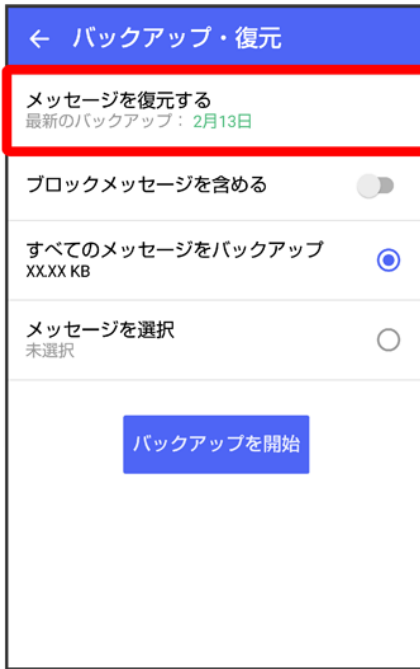 ← バックアップ・復元
メッセージを復元する
最新のバックアップ： 2月13日
ブロックメッセージを含める
すべてのメッセージをバックアップ
XX.XX KB
メッセージを選択
未選択
バックアップを開始